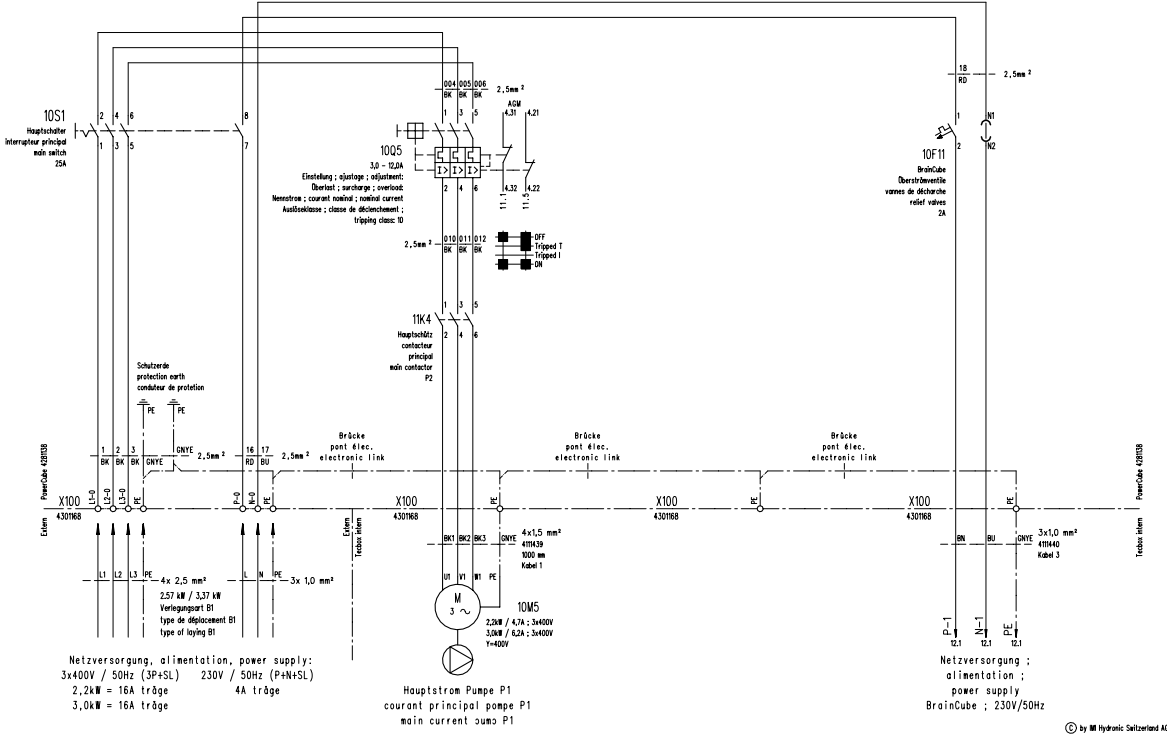 004 005 006
BK BK BK
2,5mm²
18
RD
2,5mm²
10S1
Hauptschalter
interrupteur principal
main switch
25A
2 4 6
1 3 5
8
7
1 3 5
AGM
4.31 4.21
10Q5
3,0 - 12,0A
Einstellung ; ajustage ; adjustment:
Überlast ; surcharge ; overload:
Nennstrom ; courant nominal ; nominal current
Auslöseklasse ; classe de déclenchement ;
tripping class: 10
I> I> I>
2 4 6
4.32 4.22
11.1 11.5
1
2
N1
N2
10F11
BrainCube
Überströmventile
vannes de décharche
relief valves
2A
2,5mm²
010 011 012
BK BK BK
OFF
Tripped T
Tripped I
ON
1 3 5
11K4
2 4 6
Hauptschütz
contacteur
principal
main contactor
P2
Schutzerde
protection earth
conduteur de protetion
PE PE
1 2 3
BK BK BK GNYE
GNYE
2,5mm²
16 17
RD BU
2,5mm²
Brücke
pont élec.
electronic link
Brücke
pont élec.
electronic link
Brücke
pont élec.
electronic link
PowerCube 4281138
PowerCube 4281138
X100
4301168
L1-0 L2-0 L3-0 PE
P-0 N-0 PE
X100
4301168
PE
X100
4301168
PE
X100
4301168
PE
Extern
Extern
Tecbox intern
Tecbox intern
BK1 BK2 BK3 GNYE
4x1,5 mm²
4111439
1000 mm
Kabel 1
BN BU GNYE
3x1,0 mm²
4111440
Kabel 3
L1 L2 L3 PE
4x 2,5 mm²
2,57 kW / 3,37 kW
Verlegungsart B1
type de déplacement B1
type of laying B1
L N PE
3x 1,0 mm²
U1 V1 W1 PE
M
3 ~
10M5
2,2kW / 4,7A ; 3x400V
3,0kW / 6,2A ; 3x400V
Y=400V
P-1 N-1 PE
12.1 12.1 12.1
Netzversorgung, alimentation, power supply:
3x400V / 50Hz (3P+SL) 230V / 50Hz (P+N+SL)
2,2kW = 16A träge 4A träge
3,0kW = 16A träge
Hauptstrom Pumpe P1
courant principal pompe P1
main current pump P1
Netzversorgung ;
alimentation ;
power supply
BrainCube ; 230V/50Hz
© by IMI Hydronic Switzerland AG